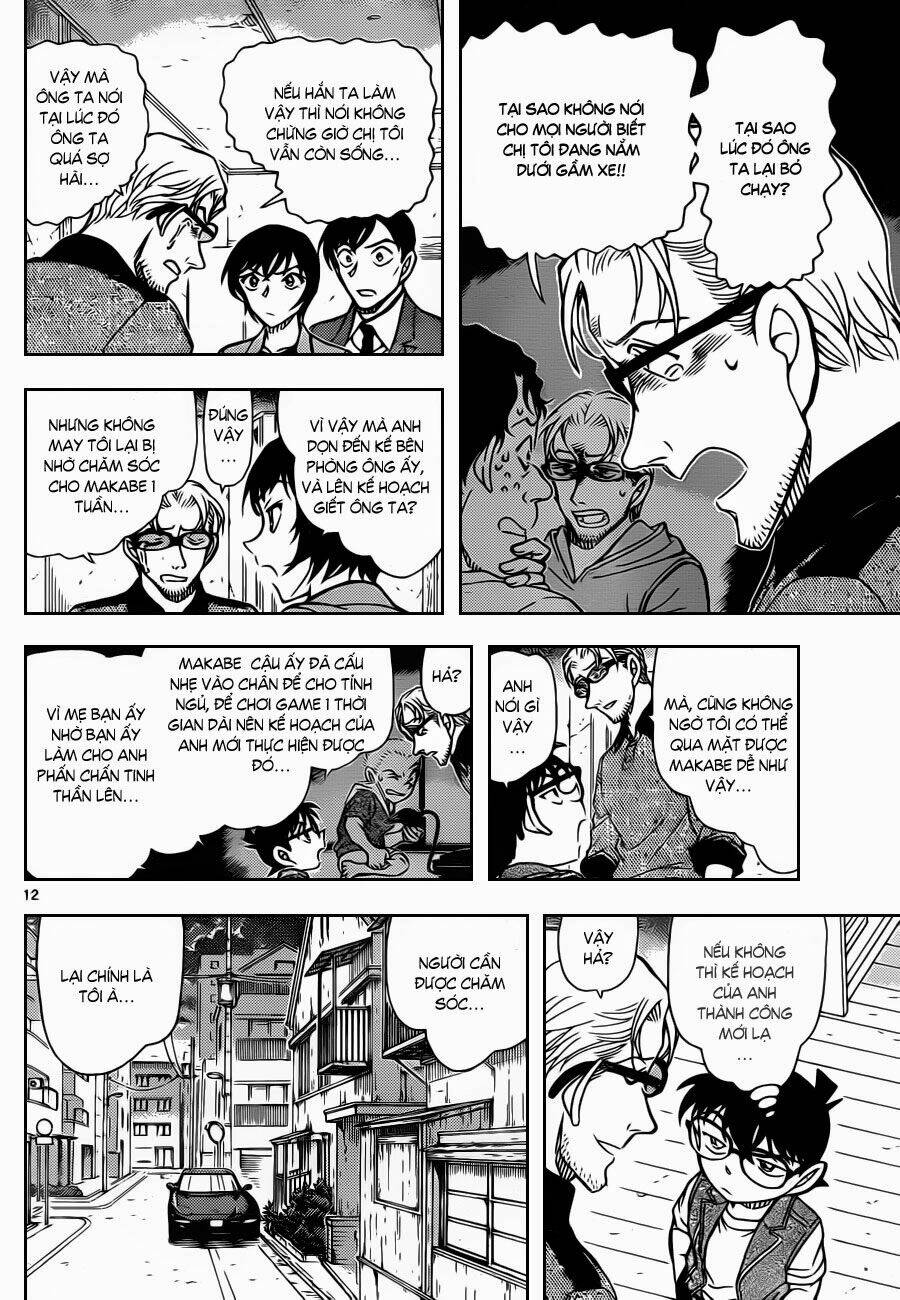 TẠI SAO
LÚC ĐÓ ÔNG
TA LẠI BỎ
CHẠY?
TẠI SAO KHÔNG NÓI
CHO MỌI NGƯỜI BIẾT
CHỊ TÔI ĐANG NẰM
DƯỚI GẦM XE!!
NẾU HẮN TA LÀM
VẬY THÌ NÓI KHÔNG
CHỪNG GIỜ CHỊ TÔI
VẪN CÒN SỐNG...
VẬY MÀ
ÔNG TA NÓI
TẠI LÚC ĐÓ
ÔNG TA
QUÁ SỢ
HÃI...
VÌ VẬY MÀ ANH
DỌN ĐẾN KẾ BÊN
PHÒNG ÔNG ẤY,
VÀ LÊN KẾ HOẠCH
GIẾT ÔNG TA?
ĐÚNG
VẬY
...
NHƯNG KHÔNG
MAY TÔI LẠI BỊ
NHỜ CHĂM SÓC
CHO MAKABE 1
TUẦN...
MÀ, CŨNG KHÔNG
NGỜ TÔI CÓ THỂ
QUA MẶT ĐƯỢC
MAKABE DỄ NHƯ
VẬY...
ANH
NÓI GÌ
VẬY
...
HẢ?
MAKABE CẬU ẤY ĐÃ CẤU
NHẸ VÀO CHÂN ĐỂ CHO TỈNH
NGỦ, ĐỂ CHƠI GAME 1 THỜI
GIAN DÀI NÊN KẾ HOẠCH CỦA
ANH MỚI THỰC HIỆN ĐƯỢC
ĐÓ...
VÌ MẸ BẠN ẤY
NHỜ BẠN ẤY
LÀM CHO ANH
PHẤN CHẤN TINH
THẦN LÊN...
12
NẾU KHÔNG
THÌ KẾ HOẠCH
CỦA ANH
THÀNH CÔNG
MỚI LẠ
...
VẬY
HẢ?
NGƯỜI CẦN
ĐƯỢC CHĂM
SÓC...
LẠI CHÍNH LÀ
TÔI À...